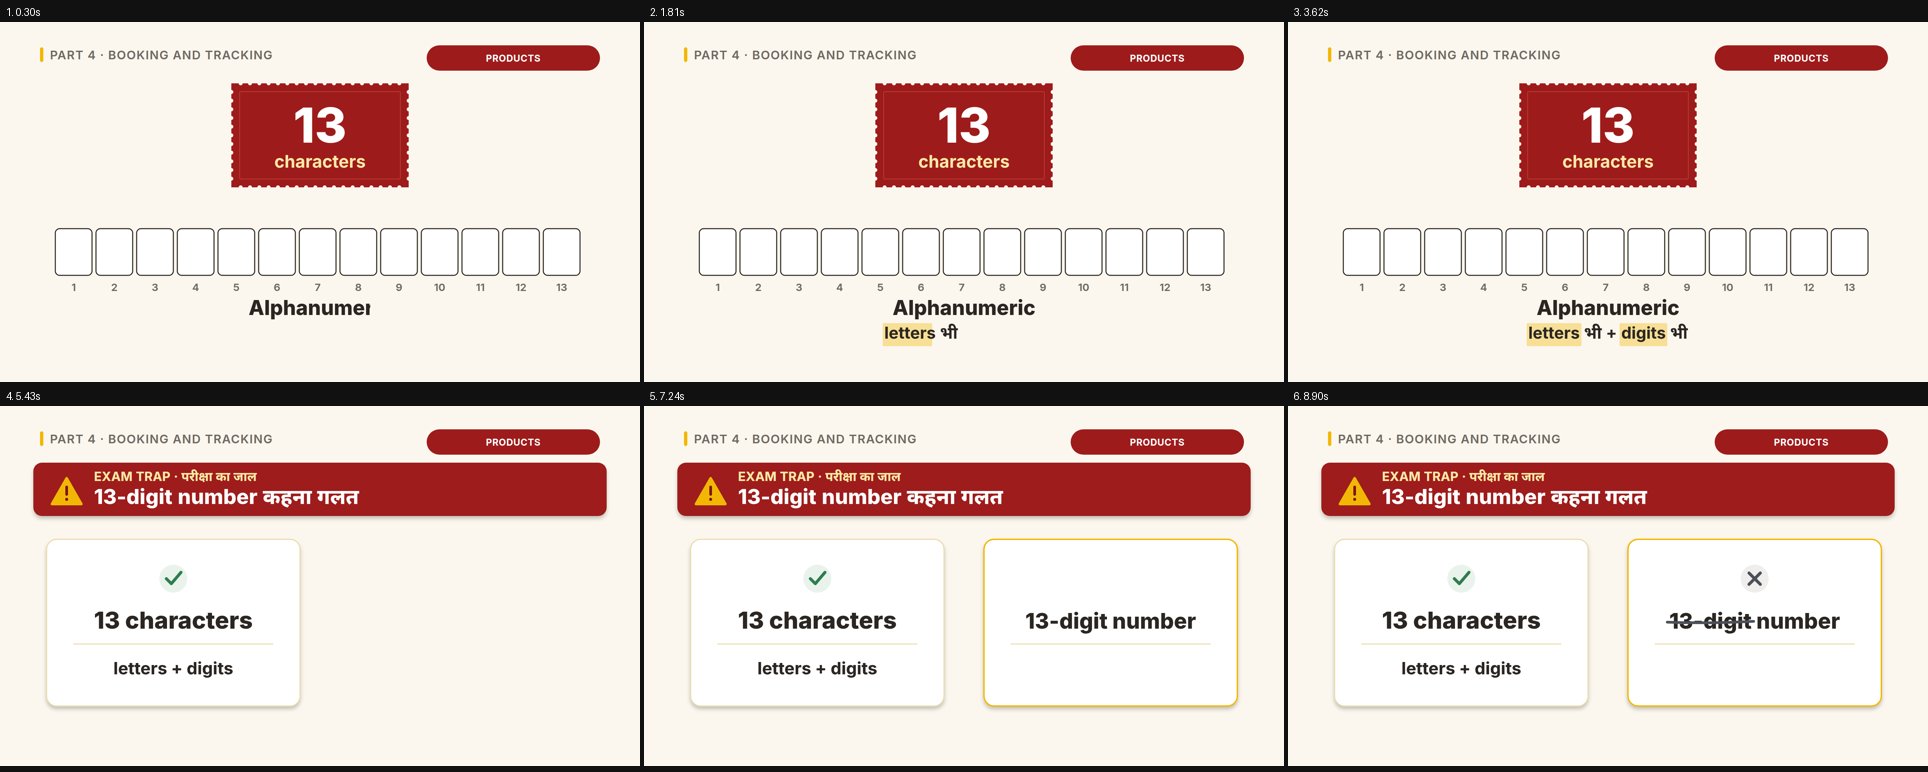 1. 0.30s
PART 4 · BOOKING AND TRACKING
PRODUCTS
13
characters
1 2 3 4 5 6 7 8 9 10 11 12 13
Alphanumer
2. 1.81s
PART 4 · BOOKING AND TRACKING
PRODUCTS
13
characters
1 2 3 4 5 6 7 8 9 10 11 12 13
Alphanumeric
letters भी
3. 3.62s
PART 4 · BOOKING AND TRACKING
PRODUCTS
13
characters
1 2 3 4 5 6 7 8 9 10 11 12 13
Alphanumeric
letters भी + digits भी
4. 5.43s
PART 4 · BOOKING AND TRACKING
PRODUCTS
EXAM TRAP · परीक्षा का जाल
13-digit number कहना गलत
13 characters
letters + digits
5. 7.24s
PART 4 · BOOKING AND TRACKING
PRODUCTS
EXAM TRAP · परीक्षा का जाल
13-digit number कहना गलत
13 characters
letters + digits
13-digit number
6. 8.90s
PART 4 · BOOKING AND TRACKING
PRODUCTS
EXAM TRAP · परीक्षा का जाल
13-digit number कहना गलत
13 characters
letters + digits
13-digit number